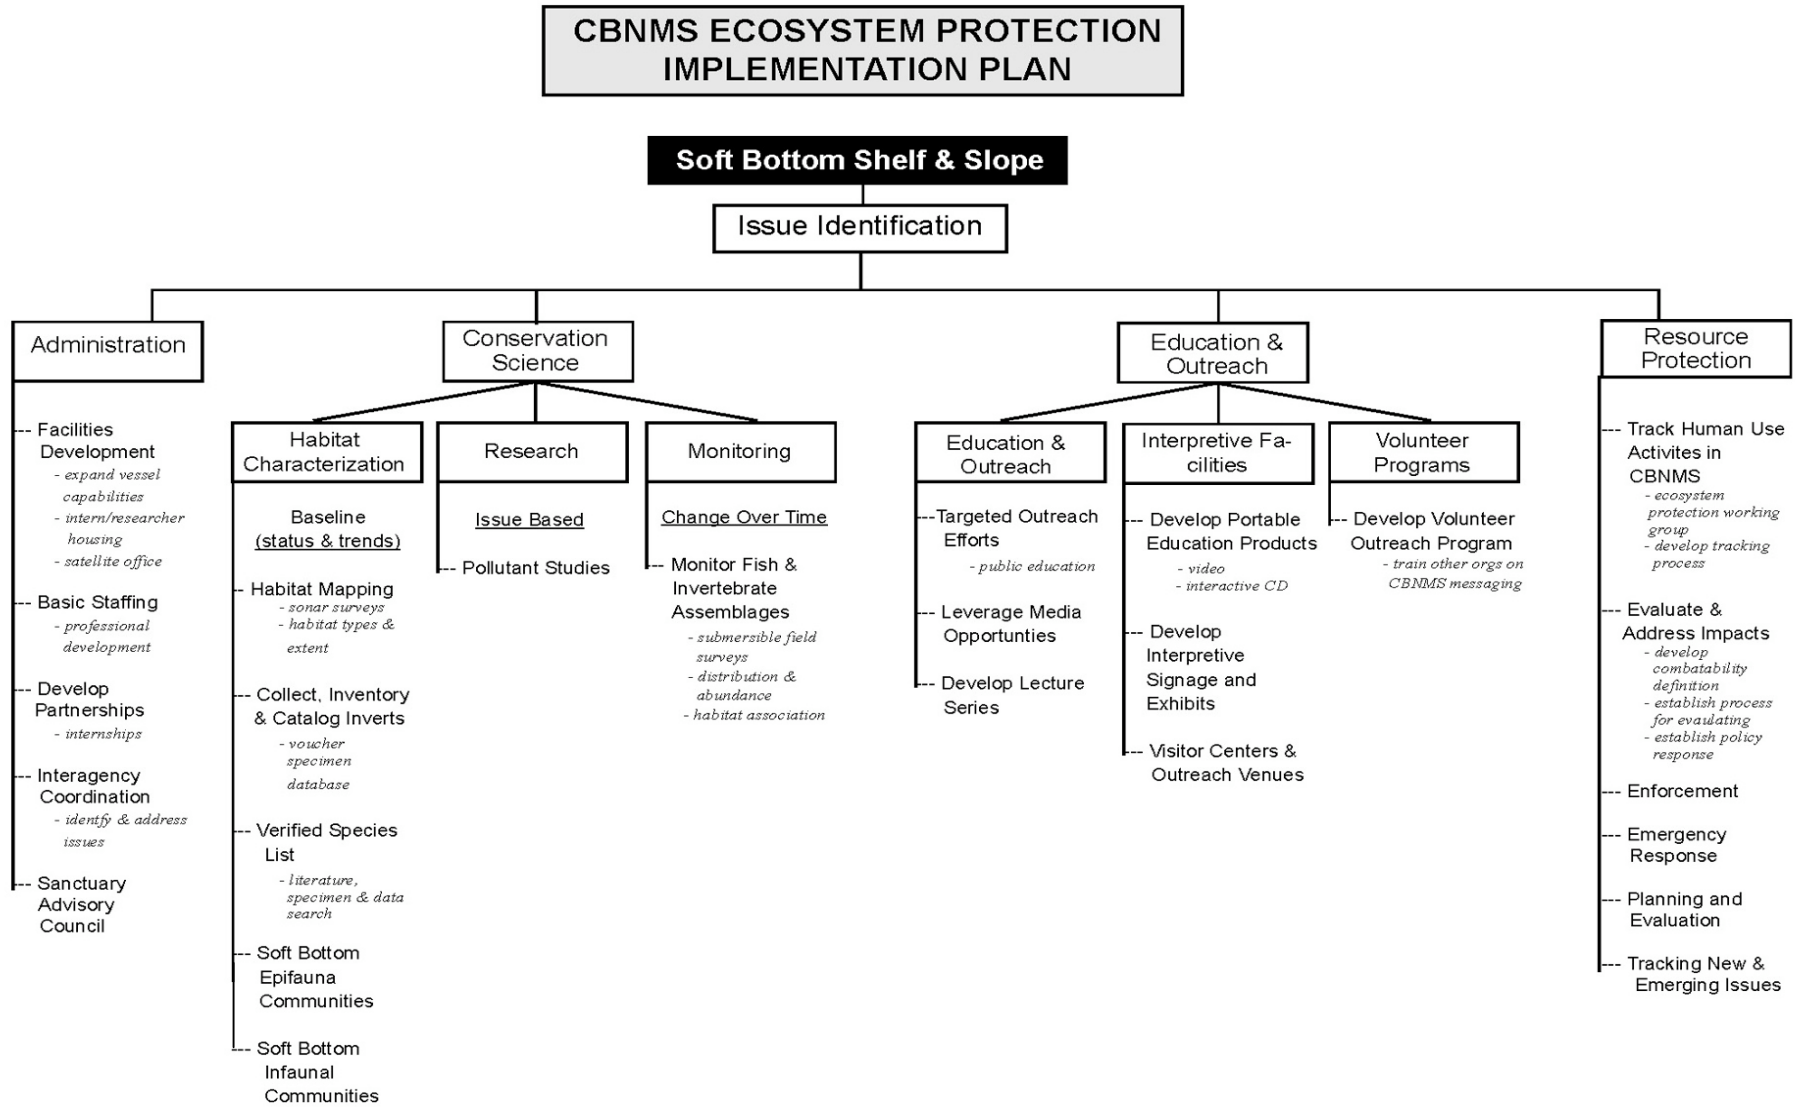 CBNMS ECOSYSTEM PROTECTION
IMPLEMENTATION PLAN
Soft Bottom Shelf & Slope
Issue Identification
Administration
--- Facilities
Development
- expand vessel
capabilities
- intern/researcher
housing
- satellite office
--- Basic Staffing
- professional
development
--- Develop
Partnerships
- internships
--- Interagency
Coordination
- identfy & address
issues
--- Sanctuary
Advisory
Council
Conservation
Science
Habitat
Characterization
Baseline
(status & trends)
--- Habitat Mapping
- sonar surveys
- habitat types &
extent
--- Collect, Inventory
& Catalog Inverts
- voucher
specimen
database
--- Verified Species
List
- literature,
specimen & data
search
--- Soft Bottom
Epifauna
Communities
--- Soft Bottom
Infaunal
Communities
Research
Issue Based
--- Pollutant Studies
Monitoring
Change Over Time
--- Monitor Fish &
Invertebrate
Assemblages
- submersible field
surveys
- distribution &
abundance
- habitat association
Education &
Outreach
Education &
Outreach
---Targeted Outreach
Efforts
- public education
--- Leverage Media
Opportunties
--- Develop Lecture
Series
Interpretive Fa-
cilities
--- Develop Portable
Education Products
- video
- interactive CD
--- Develop
Interpretive
Signage and
Exhibits
--- Visitor Centers &
Outreach Venues
Volunteer
Programs
--- Develop Volunteer
Outreach Program
- train other orgs on
CBNMS messaging
Resource
Protection
--- Track Human Use
Activites in
CBNMS
- ecosystem
protection working
group
- develop tracking
process
--- Evaluate &
Address Impacts
- develop
combatability
definition
- establish process
for evaulating
- establish policy
response
--- Enforcement
--- Emergency
Response
--- Planning and
Evaluation
--- Tracking New &
Emerging Issues